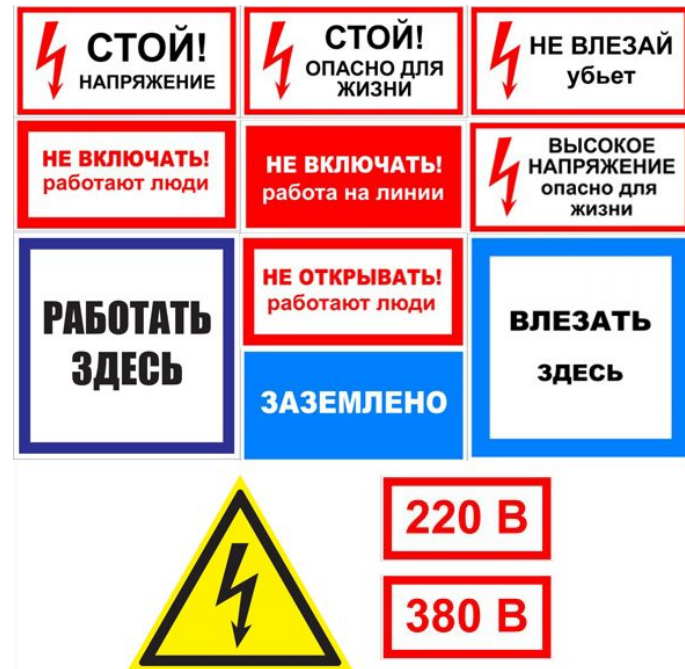 СТОЙ!
НАПРЯЖЕНИЕ
СТОЙ!
ОПАСНО ДЛЯ
ЖИЗНИ
НЕ ВЛЕЗАЙ
убьет
НЕ ВКЛЮЧАТЬ!
работают люди
НЕ ВКЛЮЧАТЬ!
работа на линии
ВЫСОКОЕ
НАПРЯЖЕНИЕ
опасно для
жизни
РАБОТАТЬ
ЗДЕСЬ
НЕ ОТКРЫВАТЬ!
работают люди
ЗАЗЕМЛЕНО
ВЛЕЗАТЬ
ЗДЕСЬ
220 В
380 В